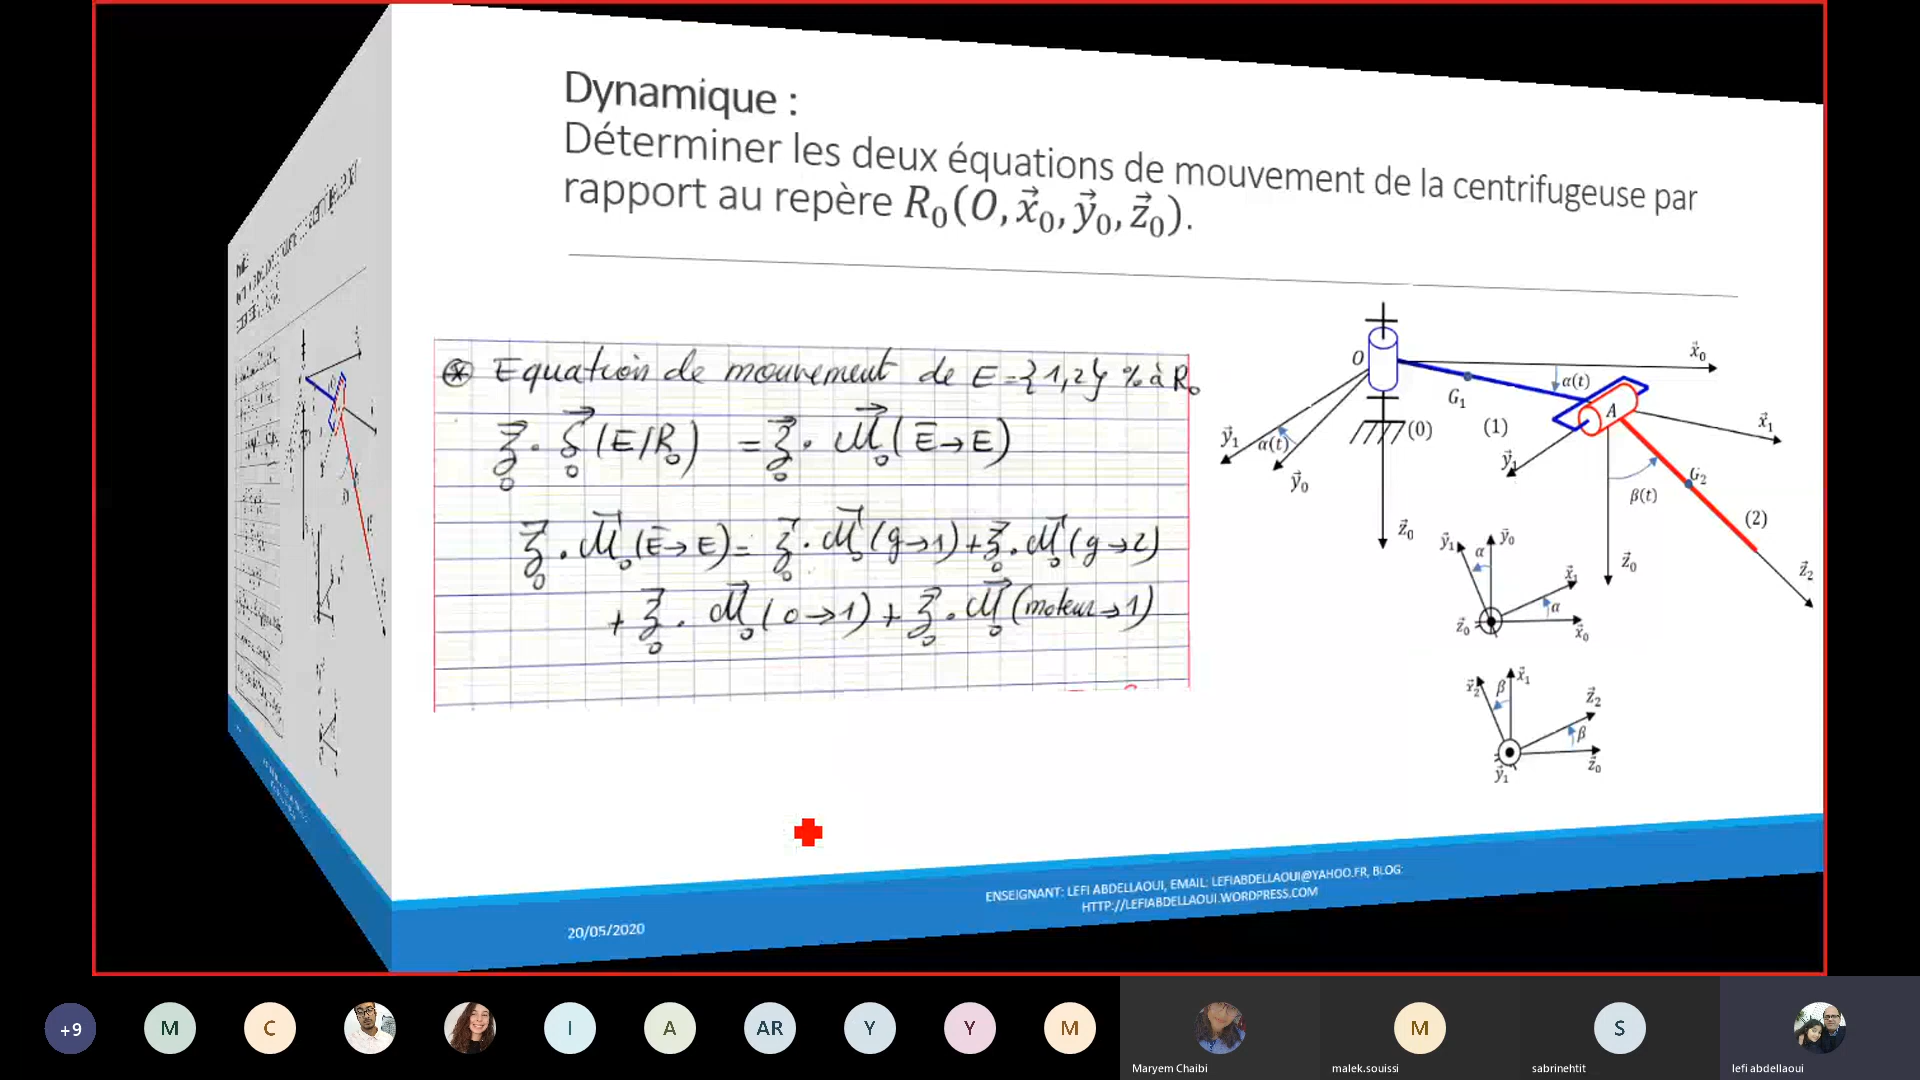 Dynamique :
Déterminer les deux équations de mouvement de la centrifugeuse par
rapport au repère R₀(O, x⃗₀, y⃗₀, z⃗₀).
⊛ Equation de mouvement de E = {1,2} % à R₀
z⃗₀ . δ⃗₀ (E/R₀) = z⃗₀ . M⃗₀ (Ē → E)
z⃗₀ . M⃗₀ (Ē → E) = z⃗₀ . M⃗₀ (g → 1) + z⃗₀ . M⃗₀ (g → 2)
+ z⃗₀ . M⃗₀ (0 → 1) + z⃗₀ . M⃗₀ (moteur → 1)
O
x⃗₀
α(t)
G₁
A
x⃗₁
(0)
(1)
y⃗₁
α(t)
y⃗₀
y⃗₁
G₂
β(t)
(2)
z⃗₀
z⃗₀
z⃗₂
y⃗₁
α
y⃗₀
x⃗₁
α
z⃗₀
x⃗₀
x⃗₂
β
x⃗₁
z⃗₂
β
z⃗₀
y⃗₁
ENSEIGNANT: LEFI ABDELLAOUI, EMAIL: LEFIABDELLAOUI@YAHOO.FR, BLOG:
HTTP://LEFIABDELLAOUI.WORDPRESS.COM
20/05/2020
+9
M
C
I
A
AR
Y
Y
M
M
S
Maryem Chaibi
malek.souissi
sabrinehtit
lefi abdellaoui